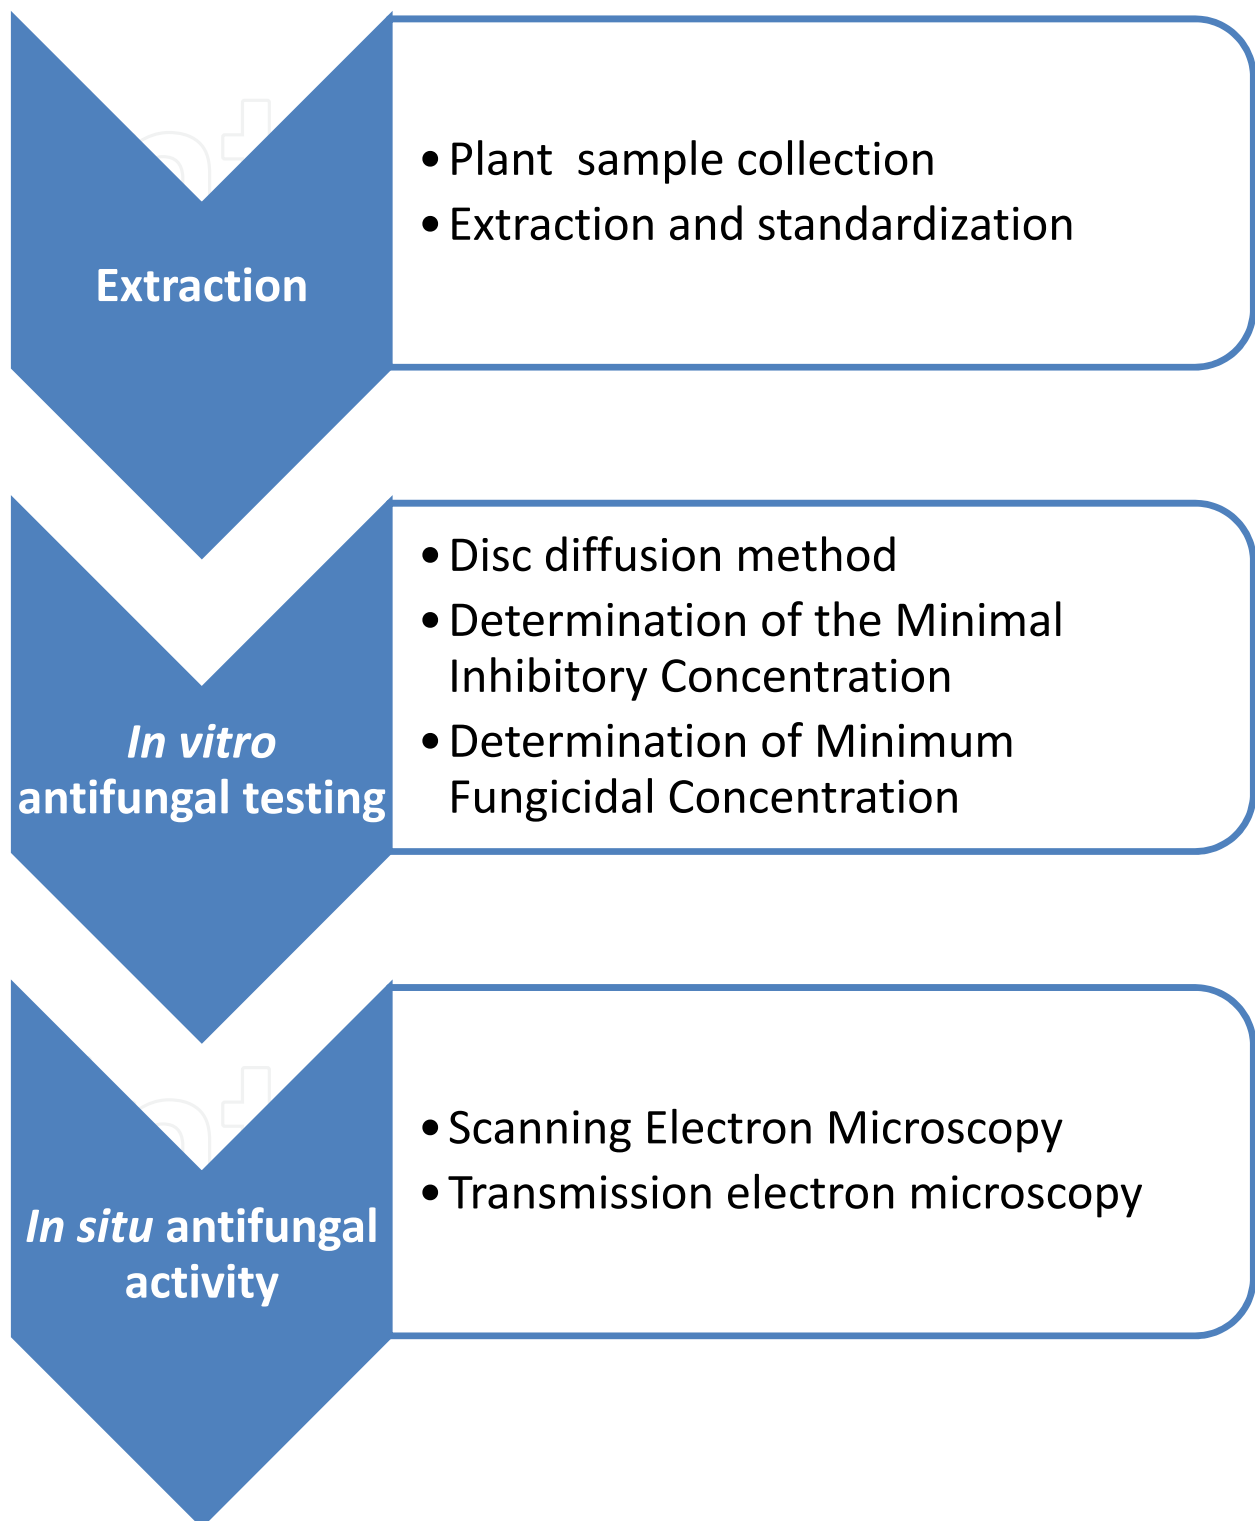 Extraction
• Plant sample collection
• Extraction and standardization
In vitro
antifungal testing
• Disc diffusion method
• Determination of the Minimal
Inhibitory Concentration
• Determination of Minimum
Fungicidal Concentration
In situ antifungal
activity
• Scanning Electron Microscopy
• Transmission electron microscopy